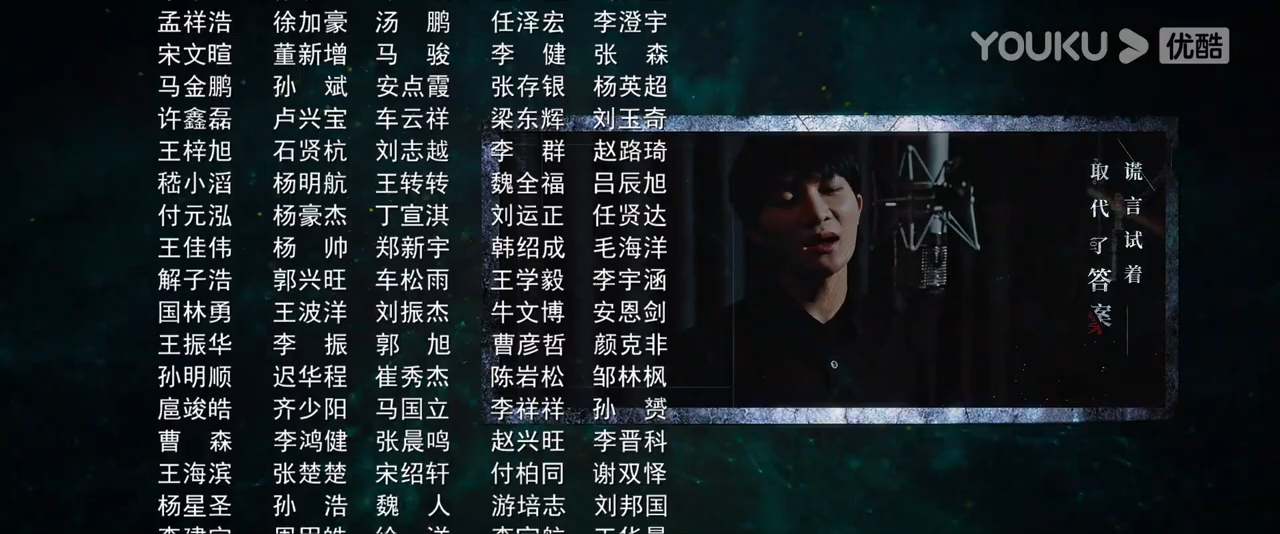 孟祥浩 徐加豪 汤 鹏 任泽宏 李澄宇
宋文暄 董新增 马 骏 李 健 张 森
马金鹏 孙 斌 安点霞 张存银 杨英超
许鑫磊 卢兴宝 车云祥 梁东辉 刘玉奇
王梓旭 石贤杭 刘志越 李 群 赵路琦
嵇小滔 杨明航 王转转 魏全福 吕辰旭
付元泓 杨豪杰 丁宣淇 刘运正 任贤达
王佳伟 杨 帅 郑新宇 韩绍成 毛海洋
解子浩 郭兴旺 车松雨 王学毅 李宇涵
国林勇 王波洋 刘振杰 牛文博 安恩剑
王振华 李 振 郭 旭 曹彦哲 颜克非
孙明顺 迟华程 崔秀杰 陈岩松 邹林枫
扈竣皓 齐少阳 马国立 李祥祥 孙 赟
曹 森 李鸿健 张晨鸣 赵兴旺 李晋科
王海滨 张楚楚 宋绍轩 付柏同 谢双怿
杨星圣 孙 浩 魏 人 游培志 刘邦国
YOUKU 优酷
谎言试着
取代了答案